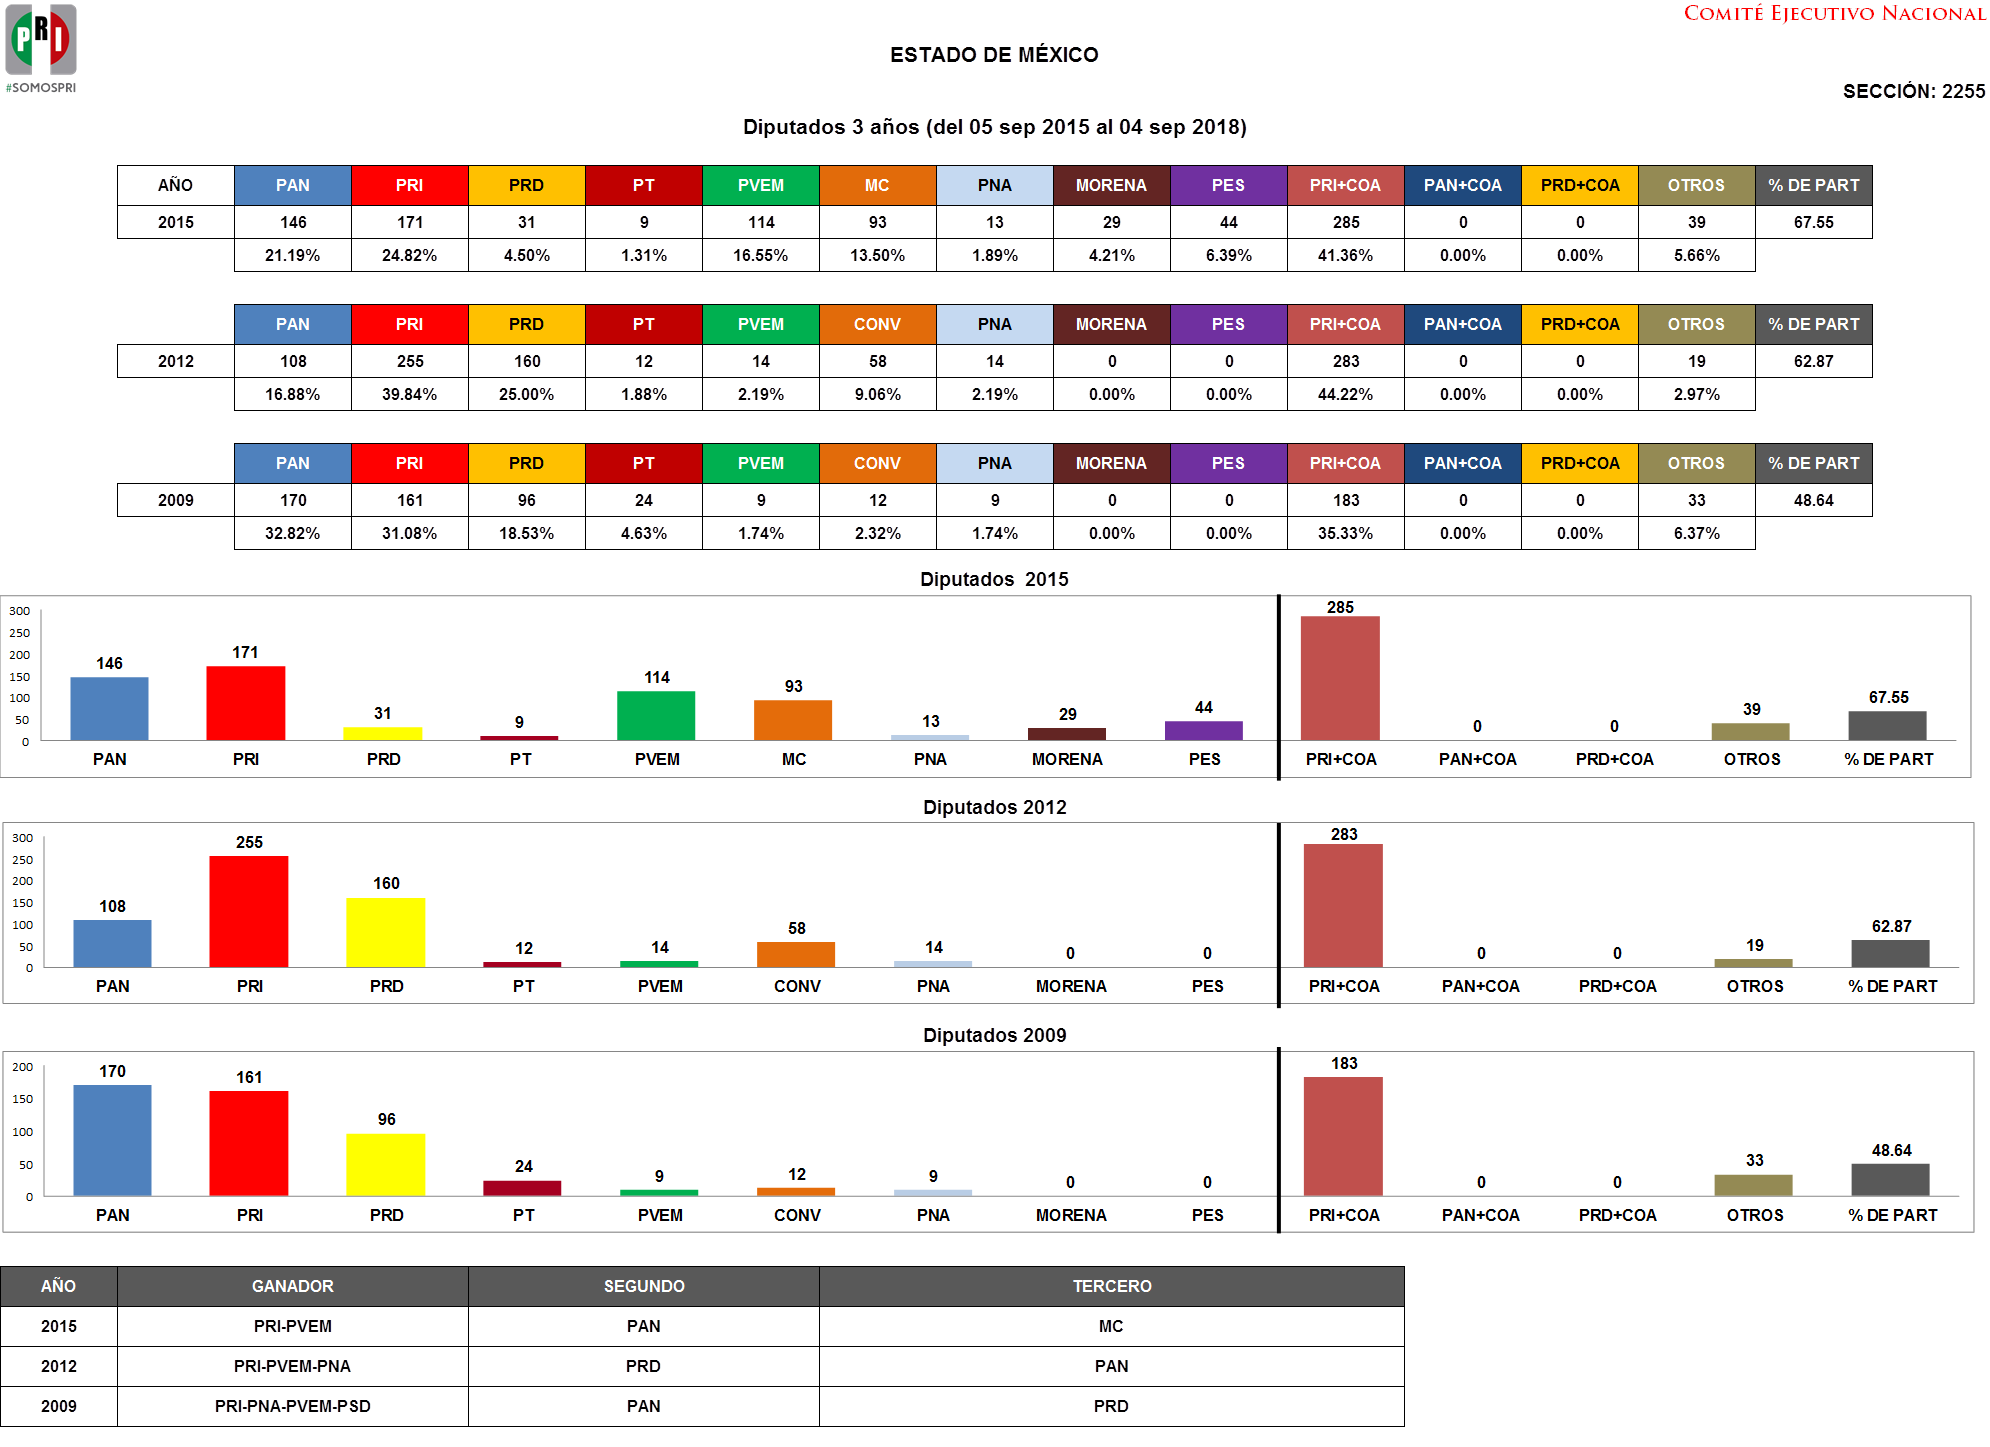 PRI
#SOMOSPRI
COMITÉ EJECUTIVO NACIONAL
ESTADO DE MÉXICO
SECCIÓN: 2255
Diputados 3 años (del 05 sep 2015 al 04 sep 2018)
AÑO PAN PRI PRD PT PVEM MC PNA MORENA PES PRI+COA PAN+COA PRD+COA OTROS % DE PART
2015 146 171 31 9 114 93 13 29 44 285 0 0 39 67.55
21.19% 24.82% 4.50% 1.31% 16.55% 13.50% 1.89% 4.21% 6.39% 41.36% 0.00% 0.00% 5.66%
PAN PRI PRD PT PVEM CONV PNA MORENA PES PRI+COA PAN+COA PRD+COA OTROS % DE PART
2012 108 255 160 12 14 58 14 0 0 283 0 0 19 62.87
16.88% 39.84% 25.00% 1.88% 2.19% 9.06% 2.19% 0.00% 0.00% 44.22% 0.00% 0.00% 2.97%
PAN PRI PRD PT PVEM CONV PNA MORENA PES PRI+COA PAN+COA PRD+COA OTROS % DE PART
2009 170 161 96 24 9 12 9 0 0 183 0 0 33 48.64
32.82% 31.08% 18.53% 4.63% 1.74% 2.32% 1.74% 0.00% 0.00% 35.33% 0.00% 0.00% 6.37%
Diputados 2015
300
250
200
150
100
50
0
146 171 31 9 114 93 13 29 44 285 0 0 39 67.55
PAN PRI PRD PT PVEM MC PNA MORENA PES PRI+COA PAN+COA PRD+COA OTROS % DE PART
Diputados 2012
300
250
200
150
100
50
0
108 255 160 12 14 58 14 0 0 283 0 0 19 62.87
PAN PRI PRD PT PVEM CONV PNA MORENA PES PRI+COA PAN+COA PRD+COA OTROS % DE PART
Diputados 2009
200
150
100
50
0
170 161 96 24 9 12 9 0 0 183 0 0 33 48.64
PAN PRI PRD PT PVEM CONV PNA MORENA PES PRI+COA PAN+COA PRD+COA OTROS % DE PART
AÑO GANADOR SEGUNDO TERCERO
2015 PRI-PVEM PAN MC
2012 PRI-PVEM-PNA PRD PAN
2009 PRI-PNA-PVEM-PSD PAN PRD